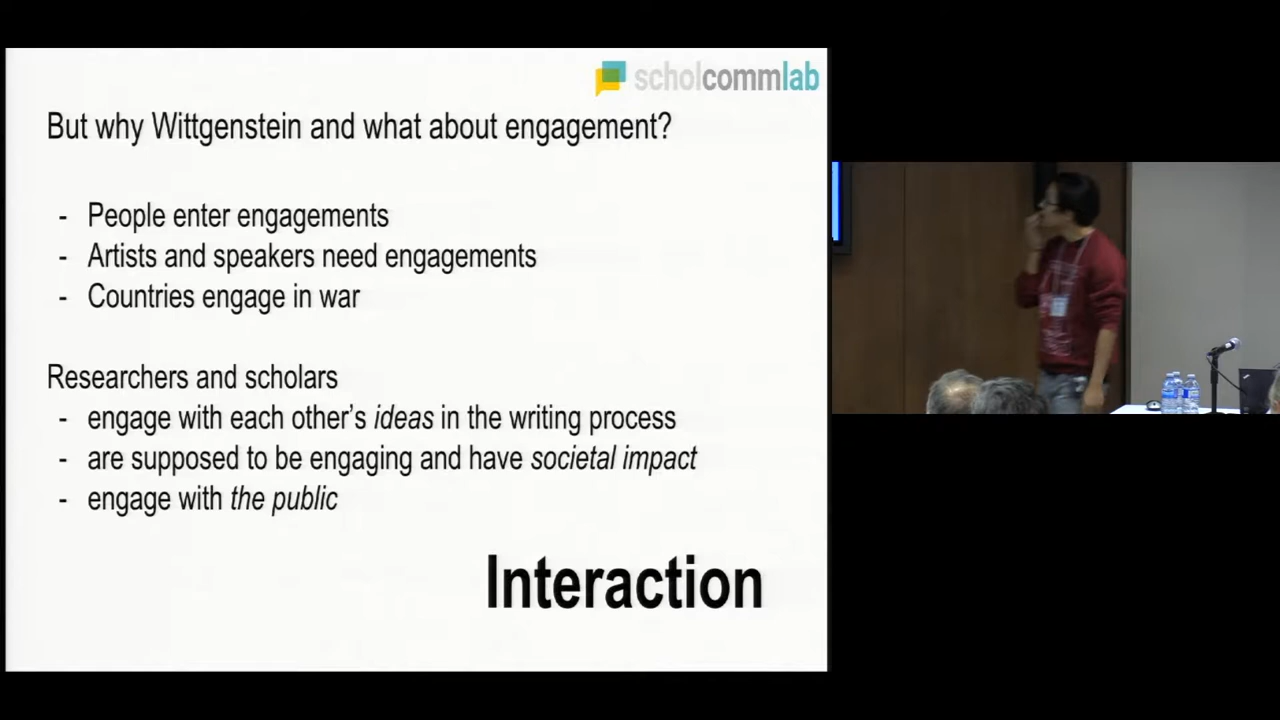 scholcommlab
But why Wittgenstein and what about engagement?
- People enter engagements
- Artists and speakers need engagements
- Countries engage in war
Researchers and scholars
- engage with each other's ideas in the writing process
- are supposed to be engaging and have societal impact
- engage with the public
Interaction